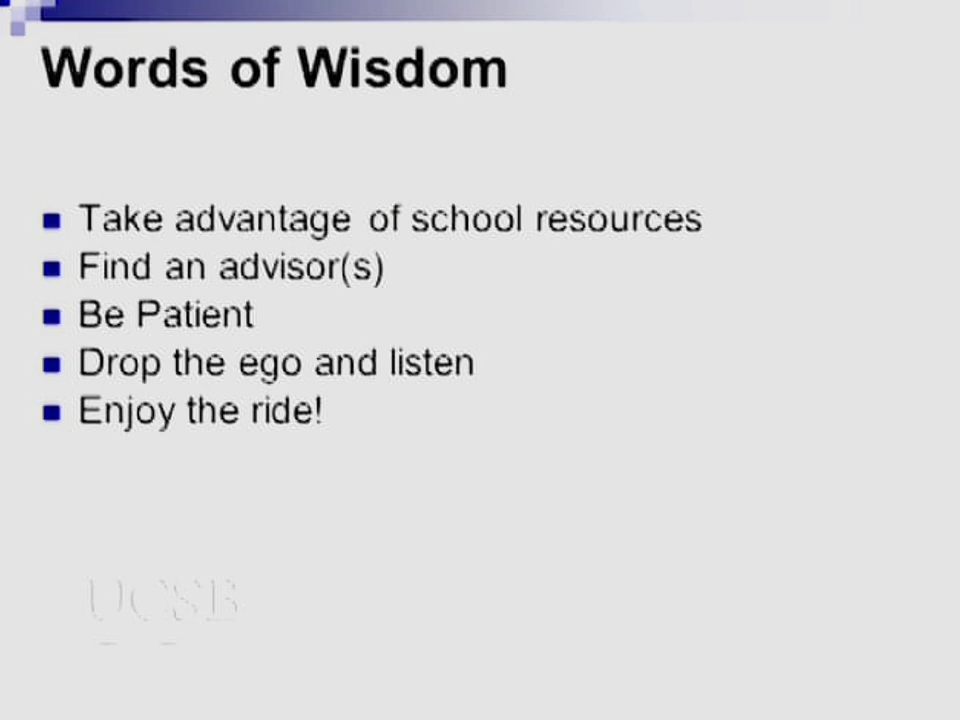 Words of Wisdom
Take advantage of school resources
Find an advisor(s)
Be Patient
Drop the ego and listen
Enjoy the ride!
UCSB